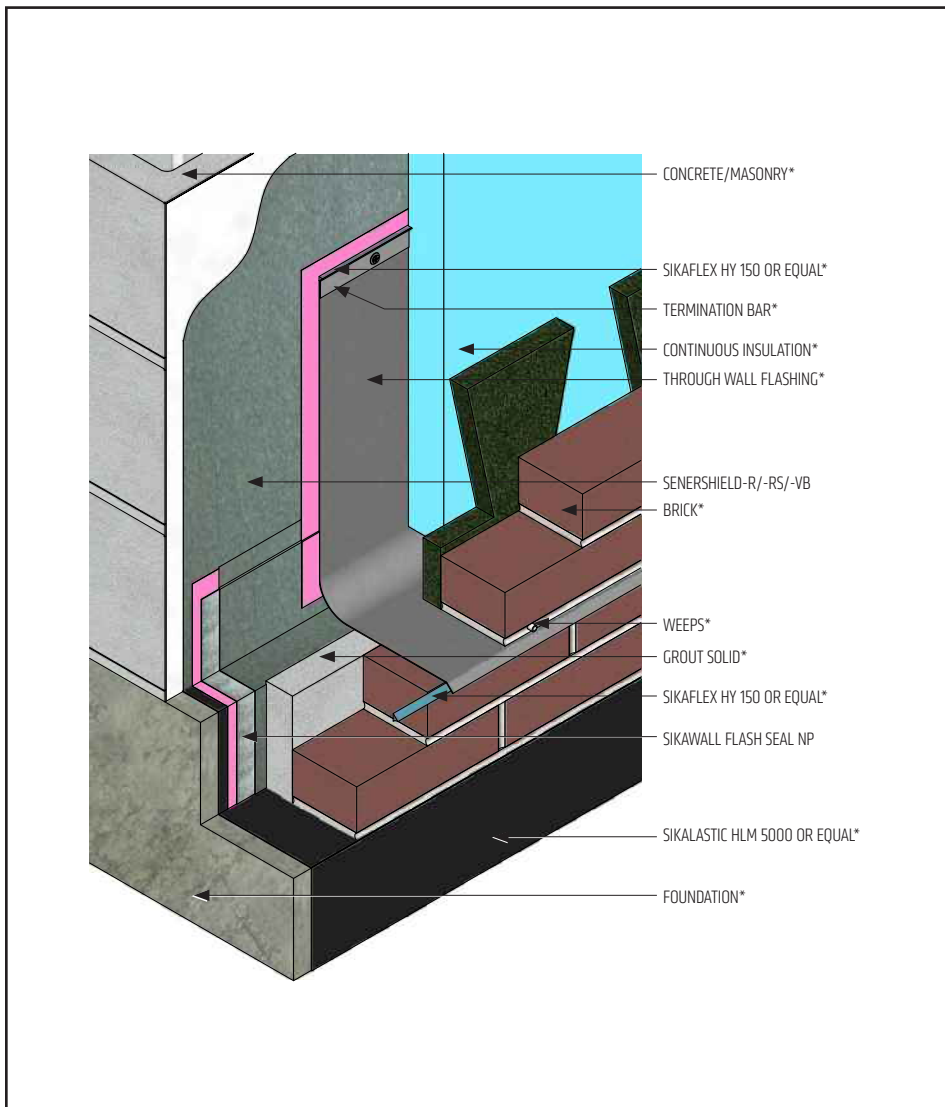 CONCRETE/MASONRY*
SIKAFLEX HY 150 OR EQUAL*
TERMINATION BAR*
CONTINUOUS INSULATION*
THROUGH WALL FLASHING*
SENERSHIELD-R/-RS/-VB
BRICK*
WEEPS*
GROUT SOLID*
SIKAFLEX HY 150 OR EQUAL*
SIKAWALL FLASH SEAL NP
SIKALASTIC HLM 5000 OR EQUAL*
FOUNDATION*